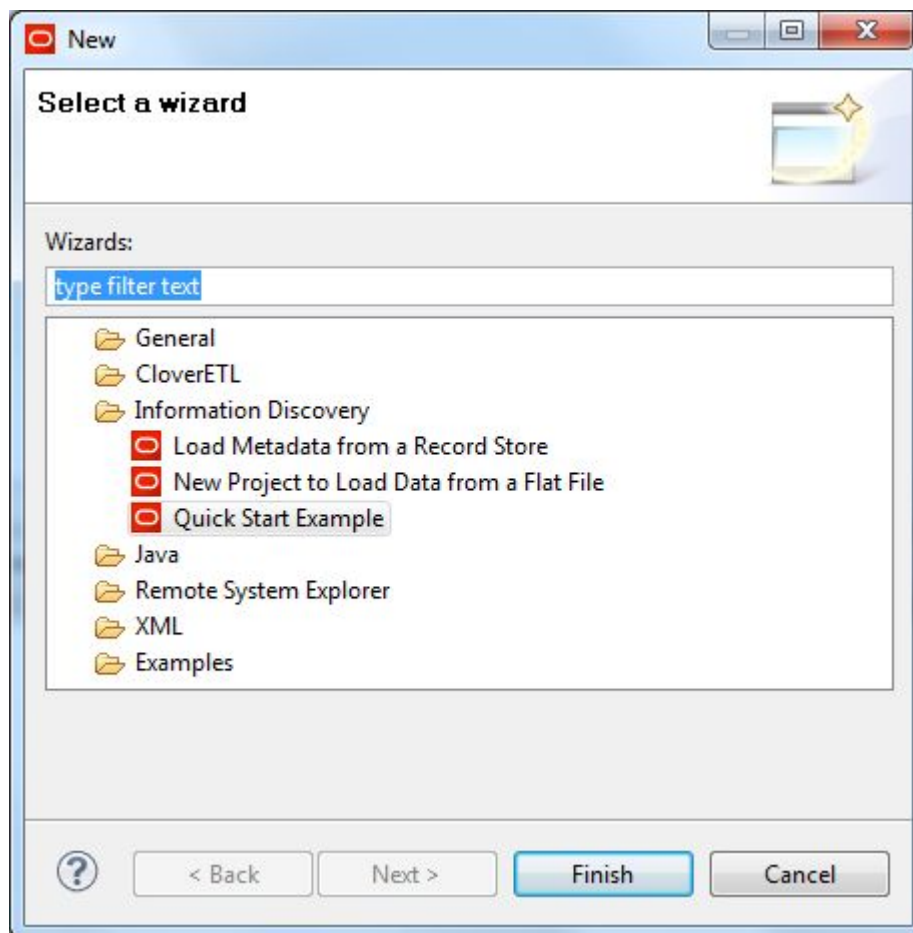 New
Select a wizard
Wizards:
type filter text
General
CloverETL
Information Discovery
Load Metadata from a Record Store
New Project to Load Data from a Flat File
Quick Start Example
Java
Remote System Explorer
XML
Examples
? < Back Next > Finish Cancel